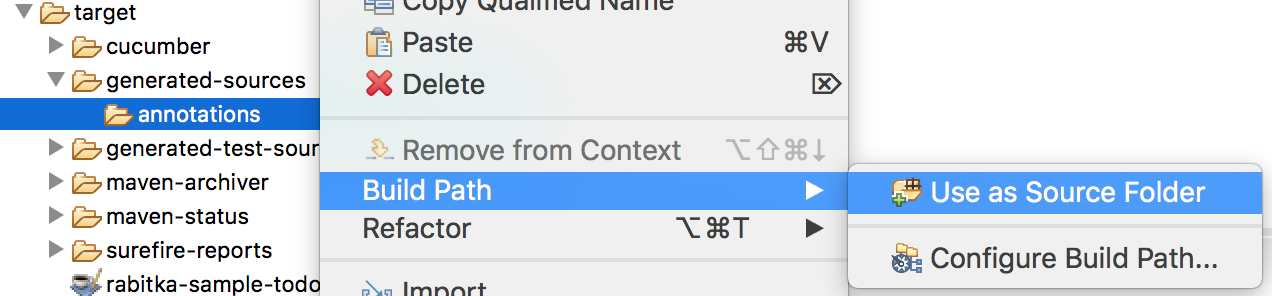 target
cucumber
generated-sources
annotations
generated-test-sour
maven-archiver
maven-status
surefire-reports
rabitka-sample-todo
Copy Qualified Name
Paste ⌘V
Delete ⌦
Remove from Context ⌥⇧⌘↓
Build Path ▶
Refactor ⌥⌘T ▶
Import
Use as Source Folder
Configure Build Path...